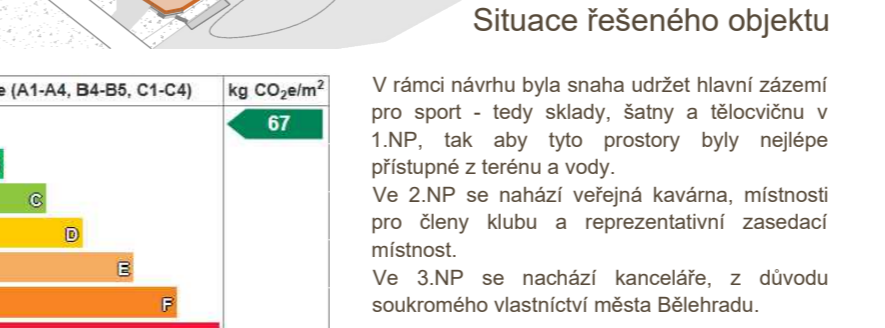 Situace řešeného objektu
e (A1-A4, B4-B5, C1-C4)
kg CO₂e/m²
67
C
D
E
F
V rámci návrhu byla snaha udržet hlavní zázemí
pro sport - tedy sklady, šatny a tělocvičnu v
1.NP, tak aby tyto prostory byly nejlépe
přístupné z terénu a vody.
Ve 2.NP se nahází veřejná kavárna, místnosti
pro členy klubu a reprezentativní zasedací
místnost.
Ve 3.NP se nachází kanceláře, z důvodu
soukromého vlastníctví města Bělehradu.